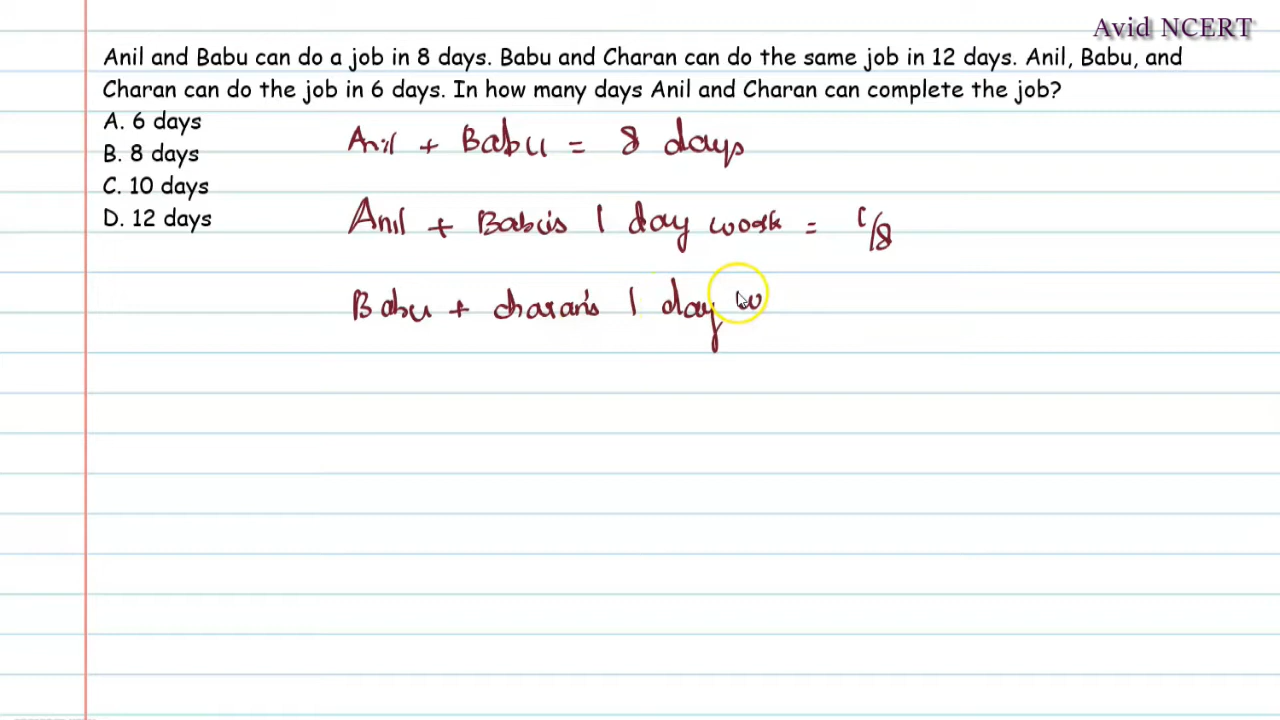 Avid NCERT
Anil and Babu can do a job in 8 days. Babu and Charan can do the same job in 12 days. Anil, Babu, and
Charan can do the job in 6 days. In how many days Anil and Charan can complete the job?
A. 6 days
B. 8 days
C. 10 days
D. 12 days
Anil + Babu = 8 days
Anil + Babu's 1 day work = 1/8
Babu + charan's 1 day wo